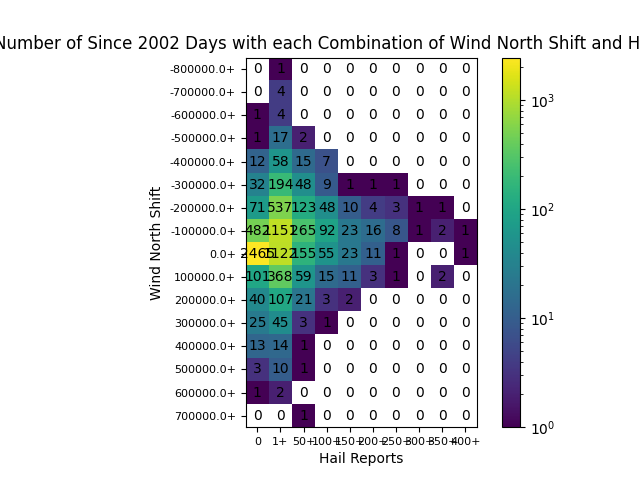 Number of Since 2002 Days with each Combination of Wind North Shift and H
Wind North Shift
-800000.0+ 0 1 0 0 0 0 0 0 0 0
-700000.0+ 0 4 0 0 0 0 0 0 0 0
-600000.0+ 1 4 0 0 0 0 0 0 0 0
-500000.0+ 1 17 2 0 0 0 0 0 0 0
-400000.0+ 12 58 15 7 0 0 0 0 0 0
-300000.0+ 32 194 48 9 1 1 1 0 0 0
-200000.0+ 71 537 123 48 10 4 3 1 1 0
-100000.0+ 482 1151 265 92 23 16 8 1 2 1
0.0+ 2465 1122 155 55 23 11 1 0 0 1
100000.0+ 101 368 59 15 11 3 1 0 2 0
200000.0+ 40 107 21 3 2 0 0 0 0 0
300000.0+ 25 45 3 1 0 0 0 0 0 0
400000.0+ 13 14 1 0 0 0 0 0 0 0
500000.0+ 3 10 1 0 0 0 0 0 0 0
600000.0+ 1 2 0 0 0 0 0 0 0 0
700000.0+ 0 0 1 0 0 0 0 0 0 0
0 1+ 50+ 100+ 150+ 200+ 250+ 300+ 350+ 400+
Hail Reports
10³
10²
10¹
10⁰